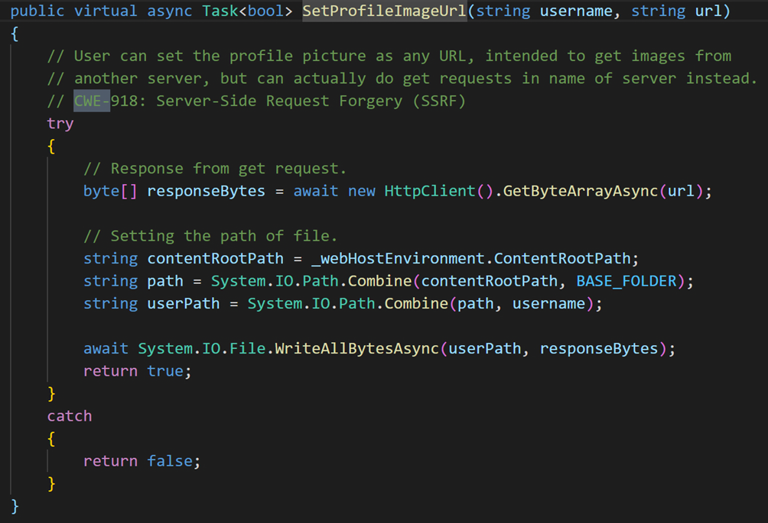 public virtual async Task<bool> SetProfileImageUrl(string username, string url)
{
    // User can set the profile picture as any URL, intended to get images from
    // another server, but can actually do get requests in name of server instead.
    // CWE-918: Server-Side Request Forgery (SSRF)
    try
    {
        // Response from get request.
        byte[] responseBytes = await new HttpClient().GetByteArrayAsync(url);

        // Setting the path of file.
        string contentRootPath = _webHostEnvironment.ContentRootPath;
        string path = System.IO.Path.Combine(contentRootPath, BASE_FOLDER);
        string userPath = System.IO.Path.Combine(path, username);

        await System.IO.File.WriteAllBytesAsync(userPath, responseBytes);
        return true;
    }
    catch
    {
        return false;
    }
}